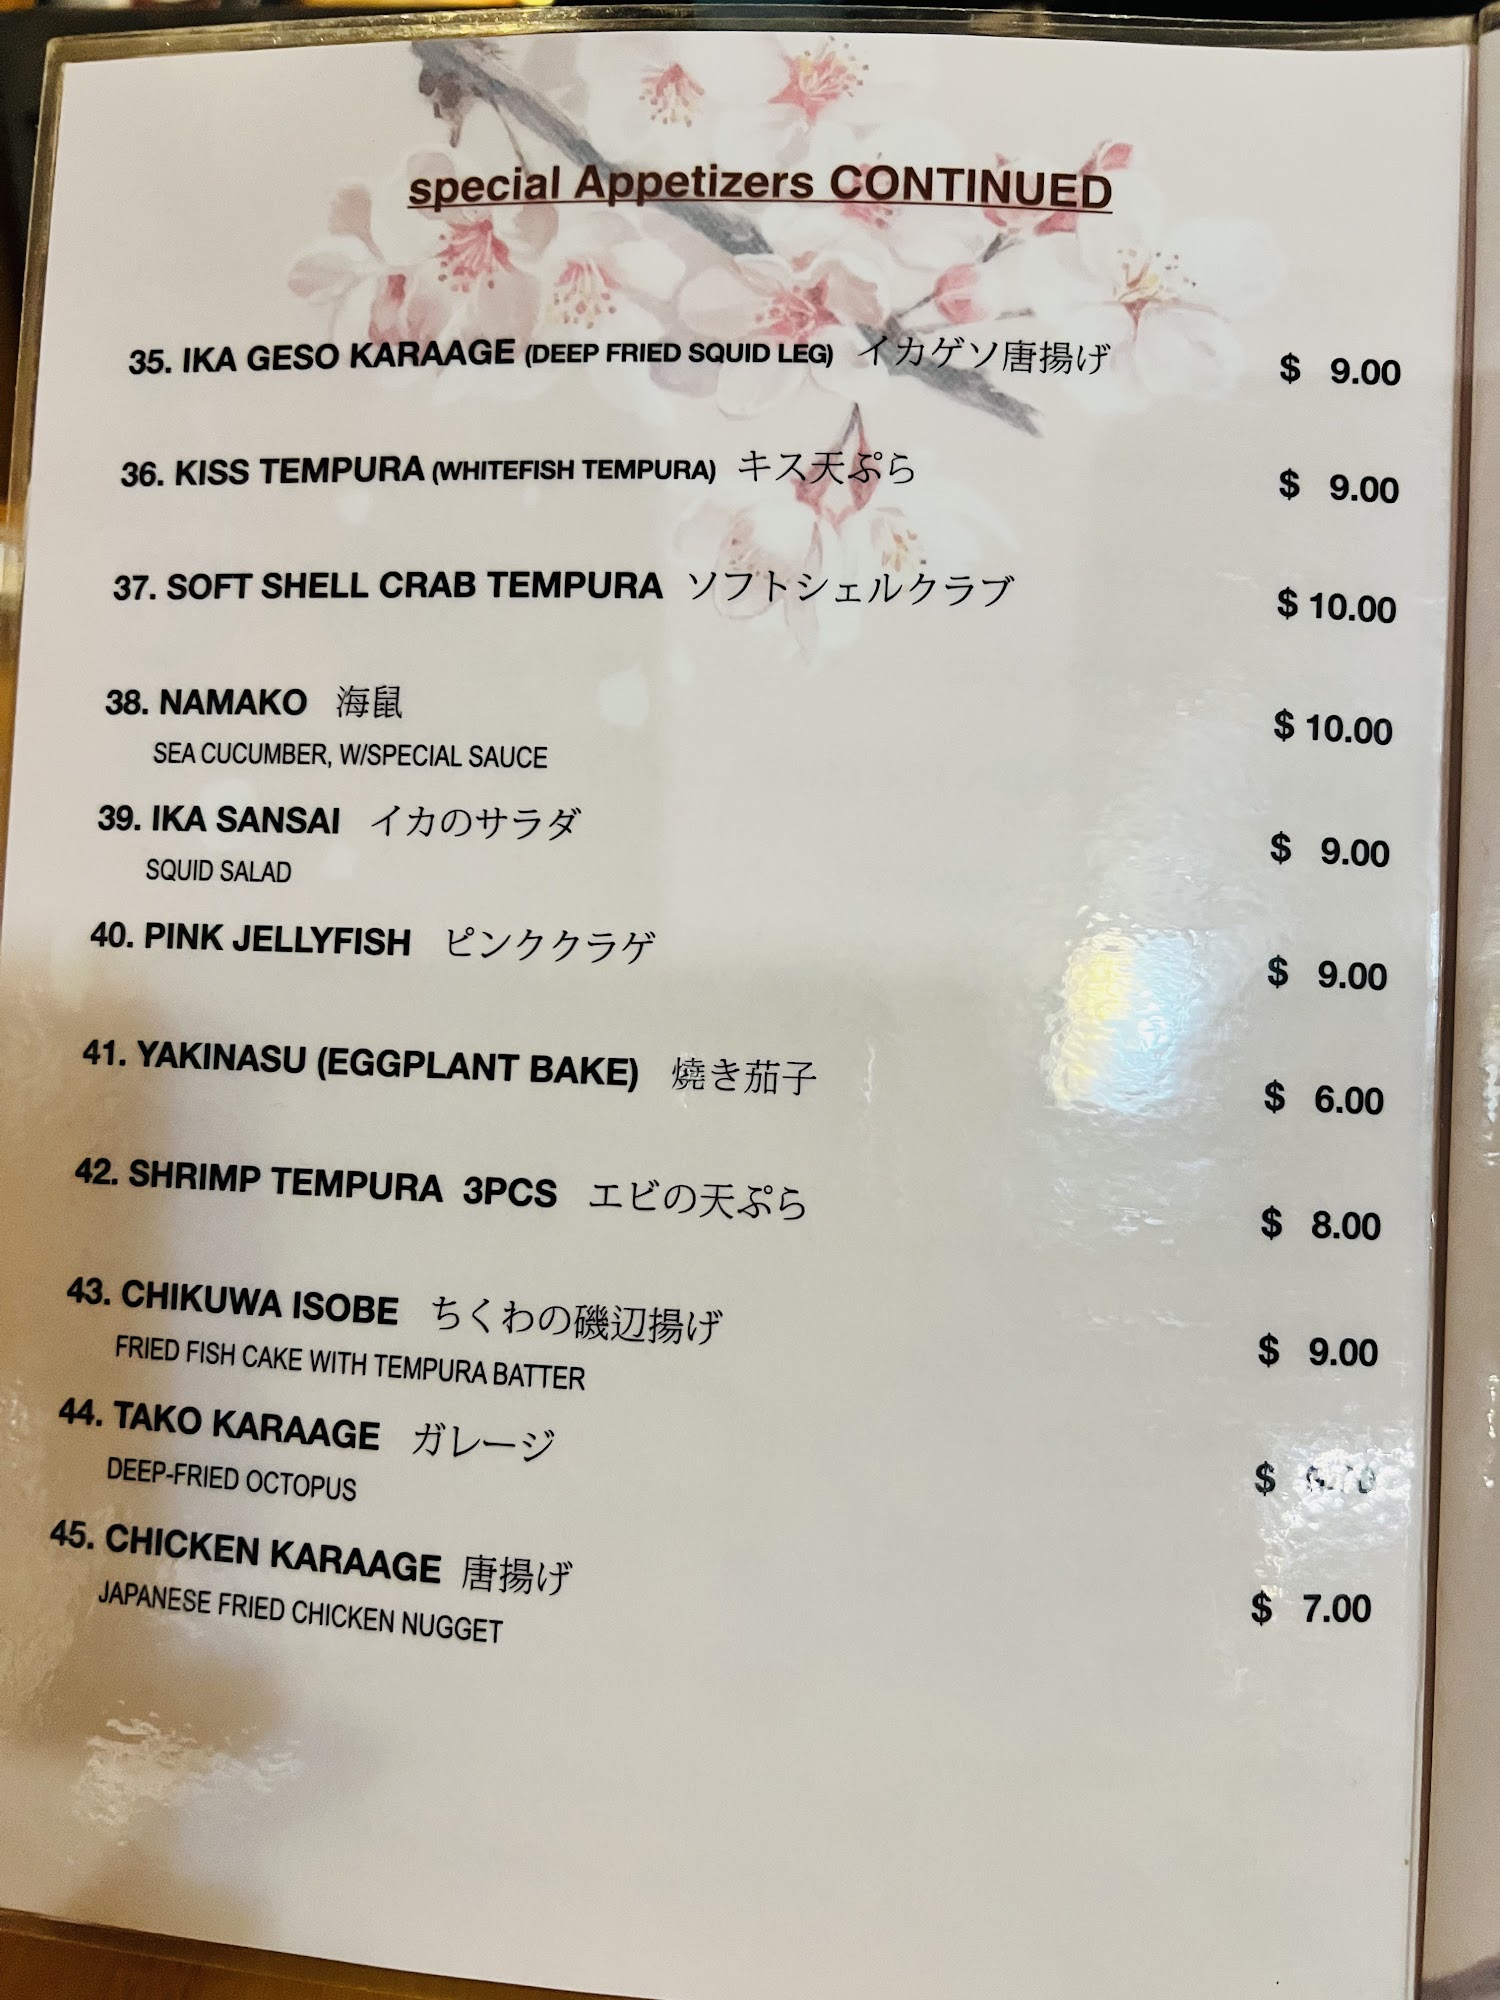 special Appetizers CONTINUED
35. IKA GESO KARAAGE (DEEP FRIED SQUID LEG) イカゲソ唐揚げ $ 9.00
36. KISS TEMPURA (WHITEFISH TEMPURA) キス天ぷら $ 9.00
37. SOFT SHELL CRAB TEMPURA ソフトシェルクラブ $ 10.00
38. NAMAKO 海鼠 $ 10.00
SEA CUCUMBER, W/SPECIAL SAUCE
39. IKA SANSAI イカのサラダ $ 9.00
SQUID SALAD
40. PINK JELLYFISH ピンククラゲ $ 9.00
41. YAKINASU (EGGPLANT BAKE) 燒き茄子 $ 6.00
42. SHRIMP TEMPURA 3PCS エビの天ぷら $ 8.00
43. CHIKUWA ISOBE ちくわの磯辺揚げ $ 9.00
FRIED FISH CAKE WITH TEMPURA BATTER
44. TAKO KARAAGE ガレージ $
DEEP-FRIED OCTOPUS
45. CHICKEN KARAAGE 唐揚げ $ 7.00
JAPANESE FRIED CHICKEN NUGGET